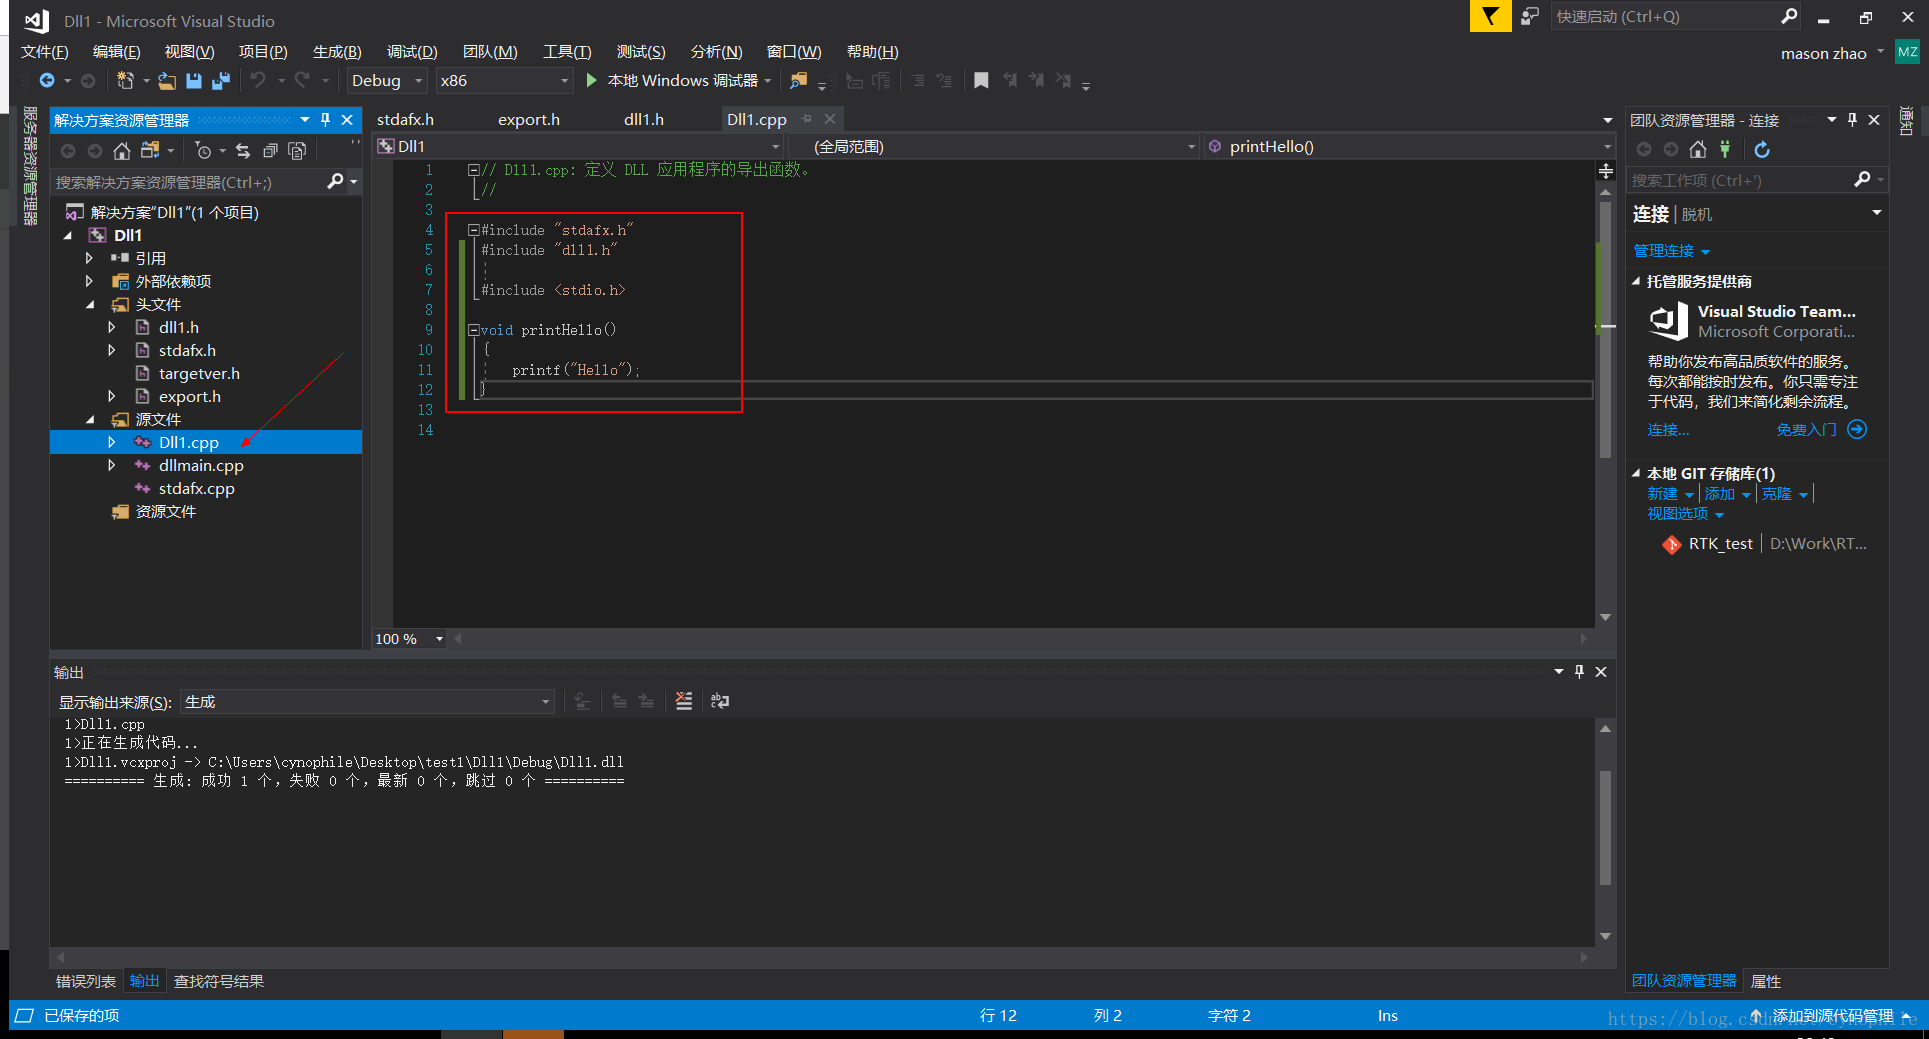 Dll1 - Microsoft Visual Studio
快速启动 (Ctrl+Q)
文件(F) 编辑(E) 视图(V) 项目(P) 生成(B) 调试(D) 团队(M) 工具(T) 测试(S) 分析(N) 窗口(W) 帮助(H)
mason zhao MZ
Debug x86 本地 Windows 调试器
服务器资源管理器
解决方案资源管理器
搜索解决方案资源管理器(Ctrl+;)
解决方案"Dll1"(1 个项目)
Dll1
引用
外部依赖项
头文件
dll1.h
stdafx.h
targetver.h
export.h
源文件
Dll1.cpp
dllmain.cpp
stdafx.cpp
资源文件
stdafx.h export.h dll1.h Dll1.cpp
Dll1 (全局范围) printHello()
1 // Dll1.cpp: 定义 DLL 应用程序的导出函数。
2 //
3
4 #include "stdafx.h"
5 #include "dll1.h"
6
7 #include <stdio.h>
8
9 void printHello()
10 {
11 printf("Hello");
12 }
13
14
100 %
团队资源管理器 - 连接
搜索工作项 (Ctrl+')
连接 | 脱机
管理连接
托管服务提供商
Visual Studio Team...
Microsoft Corporati...
帮助你发布高品质软件的服务。
每次都能按时发布。你只需专注
于代码，我们来简化剩余流程。
连接... 免费入门
本地 GIT 存储库(1)
新建 添加 克隆
视图选项
RTK_test D:\Work\RT...
通知
输出
显示输出来源(S): 生成
1>Dll1.cpp
1>正在生成代码...
1>Dll1.vcxproj -> C:\Users\cynophile\Desktop\test1\Dll1\Debug\Dll1.dll
========== 生成: 成功 1 个，失败 0 个，最新 0 个，跳过 0 个 ==========
错误列表 输出 查找符号结果
团队资源管理器 属性
已保存的项 行 12 列 2 字符 2 Ins 添加到源代码管理
https://blog.csdn.net/cynophile